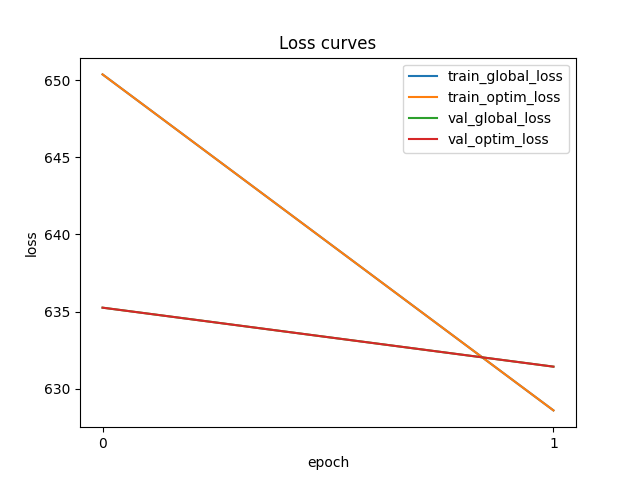 Loss curves
train_global_loss
train_optim_loss
val_global_loss
val_optim_loss
650
645
640
635
630
loss
0
1
epoch